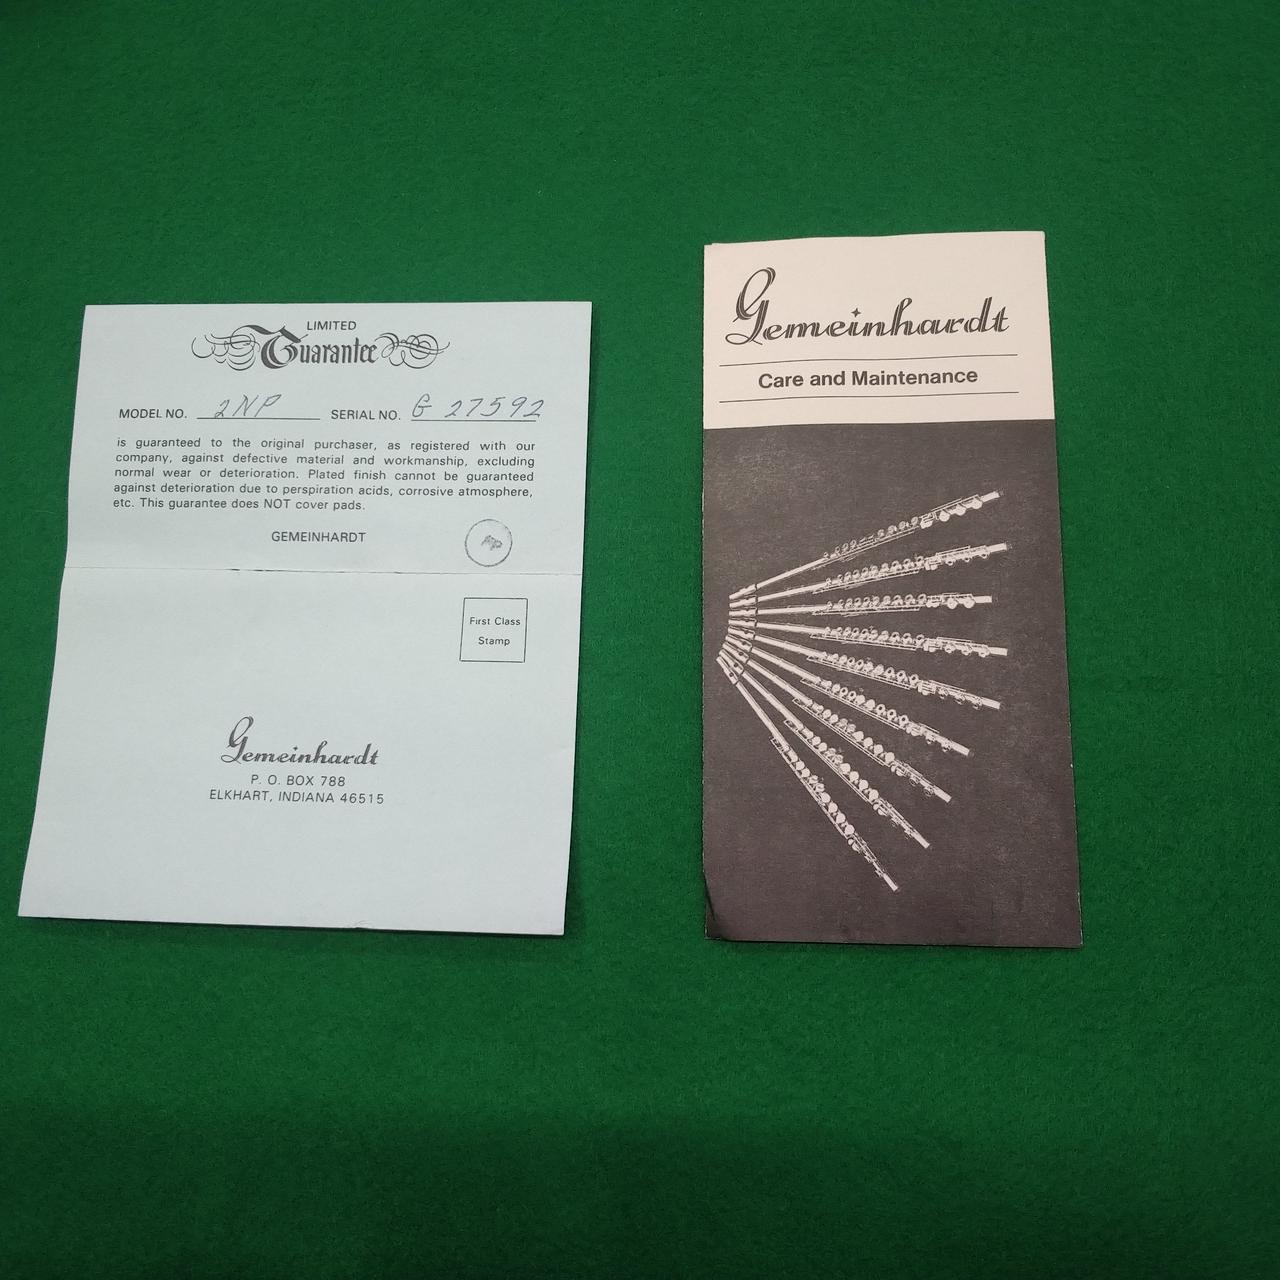 LIMITED
Guarantee
MODEL NO. 2NP SERIAL NO. G 27592
is guaranteed to the original purchaser, as registered with our
company, against defective material and workmanship, excluding
normal wear or deterioration. Plated finish cannot be guaranteed
against deterioration due to perspiration acids, corrosive atmosphere,
etc. This guarantee does NOT cover pads.
GEMEINHARDT
First Class
Stamp
Gemeinhardt
P. O. BOX 788
ELKHART, INDIANA 46515
Gemeinhardt
Care and Maintenance